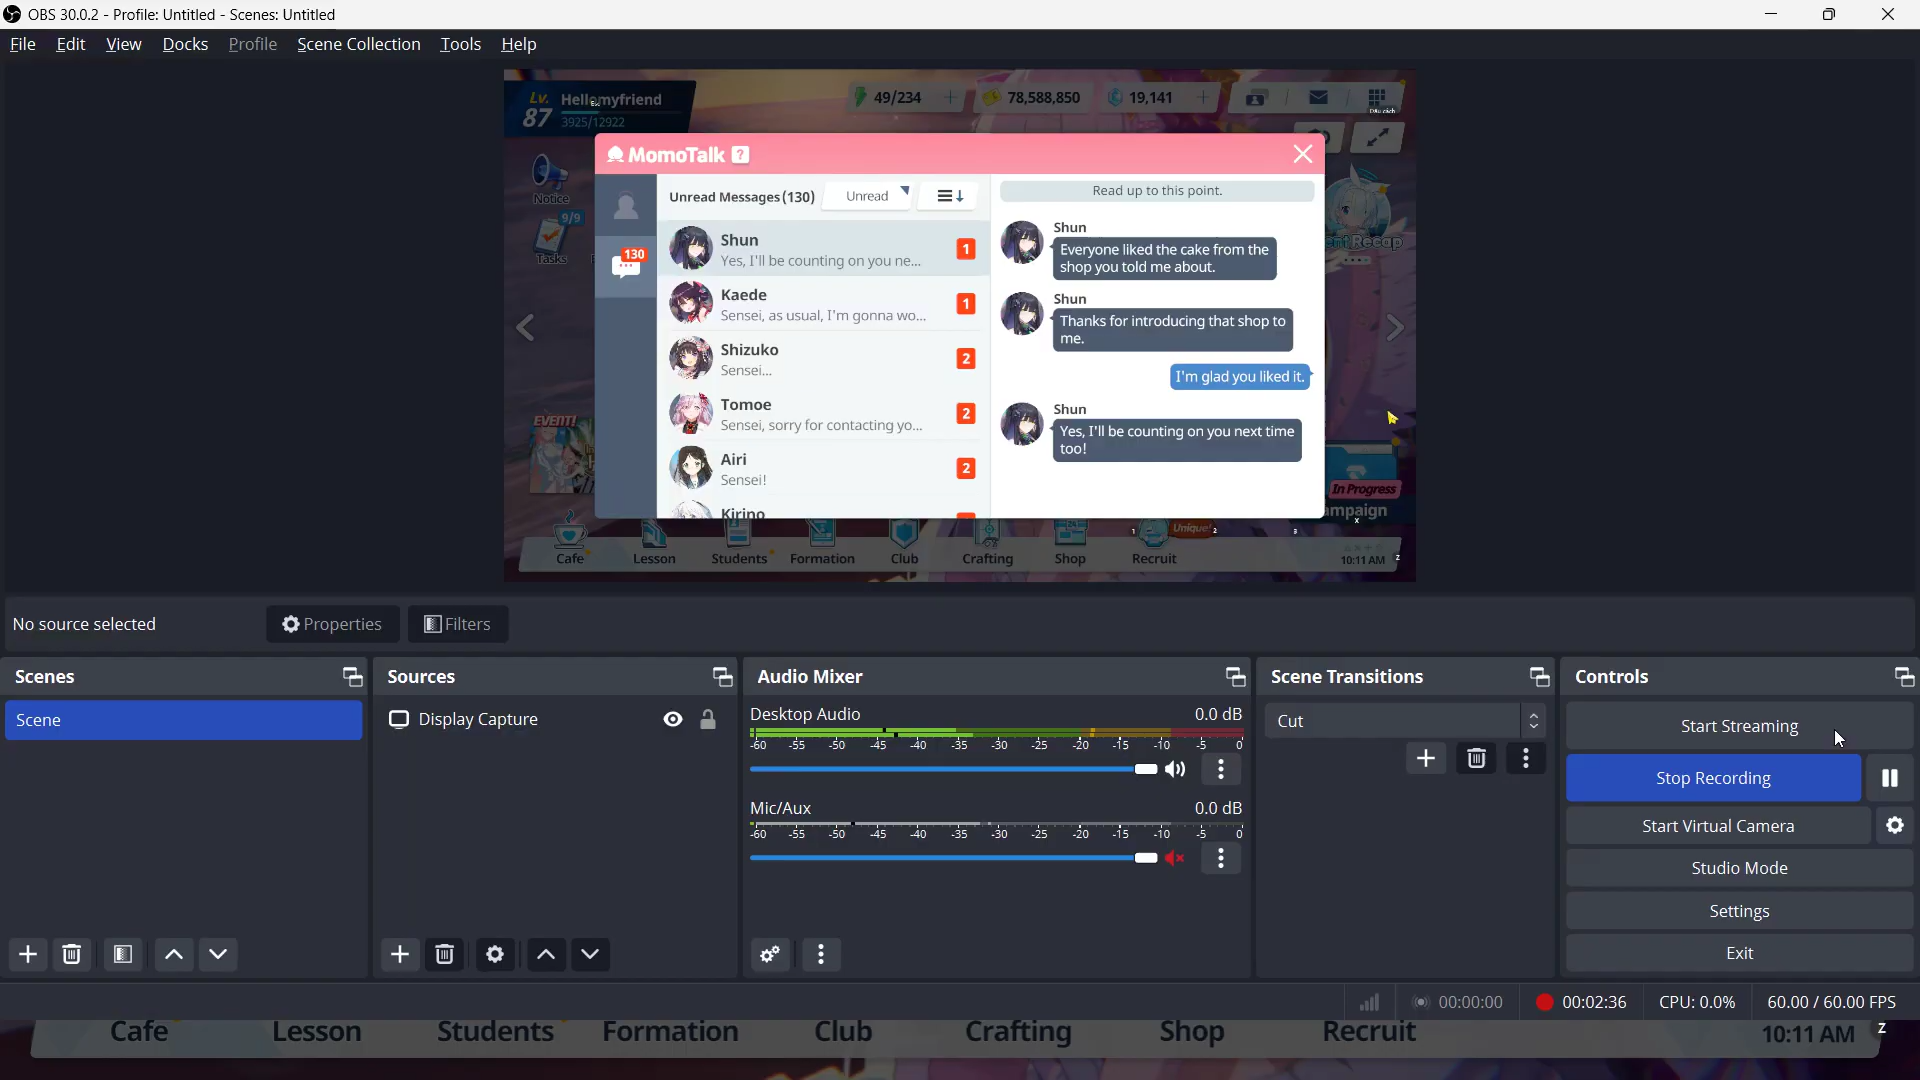 OBS 30.0.2 - Profile: Untitled - Scenes: Untitled
File Edit View Docks Profile Scene Collection Tools Help
Lv. 87 Hellomyfriend
3925/12922
49/234 78,588,850 19,141
Notice
9/9
Tasks
EVENT!
MomoTalk ?
130
Unread Messages (130) Unread
Shun
Yes, I'll be counting on you ne...
1
Kaede
Sensei, as usual, I'm gonna wo...
1
Shizuko
Sensei...
2
Tomoe
Sensei, sorry for contacting yo...
2
Airi
Sensei!
2
Kirino
Read up to this point.
Shun
Everyone liked the cake from the
shop you told me about.
Shun
Thanks for introducing that shop to
me.
I'm glad you liked it.
Shun
Yes, I'll be counting on you next time
too!
Recap
In Progress
ampaign
X
1 Unique! 2 3
Cafe Lesson Students Formation Club Crafting Shop Recruit 10:11 AM Z
No source selected Properties Filters
Scenes
Scene
Sources
Display Capture
Audio Mixer
Desktop Audio 0.0 dB
-60 -55 -50 -45 -40 -35 -30 -25 -20 -15 -10 -5 0
Mic/Aux 0.0 dB
-60 -55 -50 -45 -40 -35 -30 -25 -20 -15 -10 -5 0
Scene Transitions
Cut
Controls
Start Streaming
Stop Recording
Start Virtual Camera
Studio Mode
Settings
Exit
00:00:00 00:02:36 CPU: 0.0% 60.00 / 60.00 FPS
Cafe Lesson Students Formation Club Crafting Shop Recruit 10:11 AM Z